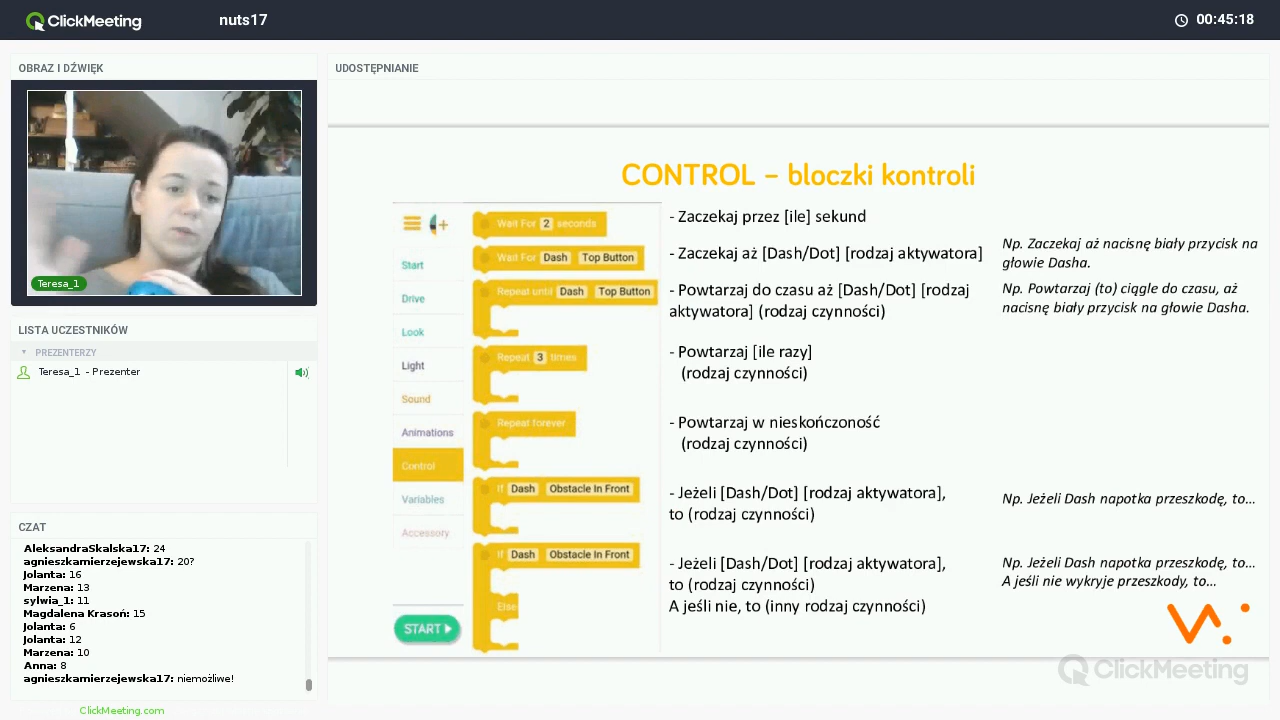 ClickMeeting
nuts17
00:45:18
OBRAZ I DŹWIĘK
Teresa_1
LISTA UCZESTNIKÓW
PREZENTERZY
Teresa_1 - Prezenter
CZAT
AleksandraSkalska17: 24
agnieszkamierzejewska17: 20?
Jolanta: 16
Marzena: 13
sylwia_1: 11
Magdalena Krasoń: 15
Jolanta: 6
Jolanta: 12
Marzena: 10
Anna: 8
agnieszkamierzejewska17: niemożliwe!
ClickMeeting.com
UDOSTĘPNIANIE
CONTROL – bloczki kontroli
Start
Drive
Look
Light
Sound
Animations
Control
Variables
Accessory
START
Wait For 2 seconds
Wait For Dash Top Button
Repeat until Dash Top Button
Repeat 3 times
Repeat forever
If Dash Obstacle In Front
If Dash Obstacle In Front
Else
- Zaczekaj przez [ile] sekund
- Zaczekaj aż [Dash/Dot] [rodzaj aktywatora]
- Powtarzaj do czasu aż [Dash/Dot] [rodzaj
aktywatora] (rodzaj czynności)
- Powtarzaj [ile razy]
(rodzaj czynności)
- Powtarzaj w nieskończoność
(rodzaj czynności)
- Jeżeli [Dash/Dot] [rodzaj aktywatora],
to (rodzaj czynności)
- Jeżeli [Dash/Dot] [rodzaj aktywatora],
to (rodzaj czynności)
A jeśli nie, to (inny rodzaj czynności)
Np. Zaczekaj aż nacisnę biały przycisk na
głowie Dasha.
Np. Powtarzaj (to) ciągle do czasu, aż
nacisnę biały przycisk na głowie Dasha.
Np. Jeżeli Dash napotka przeszkodę, to...
Np. Jeżeli Dash napotka przeszkodę, to...
A jeśli nie wykryje przeszkody, to...
ClickMeeting